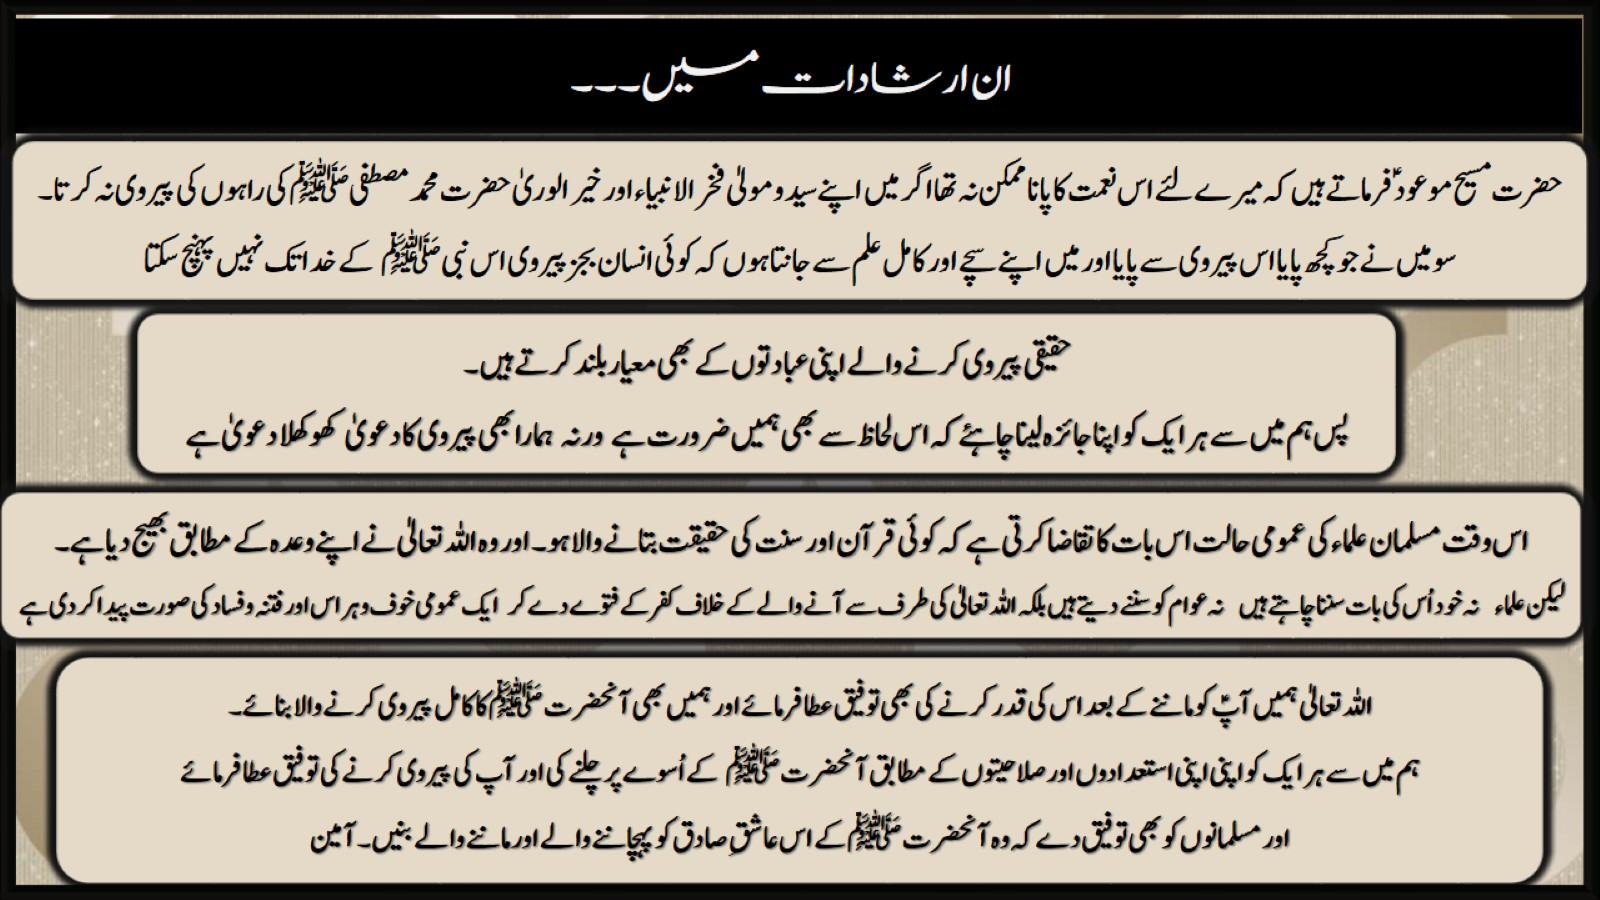 ان ارشادات میں۔۔۔
حضرت مسیح موعودؑ فرماتے ہیں کہ میرے لئے اس نعمت کا پانا ممکن نہ تھا اگر میں اپنے سید و مولیٰ فخر الانبیاء اور خیر الوریٰ حضرت محمد مصطفی ﷺ کی راہوں کی پیروی نہ کرتا۔
سو میں نے جو کچھ پایا اس پیروی سے پایا اور میں اپنے سچے اور کامل علم سے جانتا ہوں کہ کوئی انسان بجز پیروی اس نبی ﷺ کے خدا تک نہیں پہنچ سکتا
حقیقی پیروی کرنے والے اپنی عبادتوں کے بھی معیار بلند کرتے ہیں۔
پس ہم میں سے ہر ایک کو اپنا جائزہ لینا چاہئے کہ اس لحاظ سے بھی ہمیں ضرورت ہے ورنہ ہمارا بھی پیروی کا دعویٰ کھوکھلا دعویٰ ہے
اس وقت مسلمان علماء کی عمومی حالت اس بات کا تقاضا کرتی ہے کہ کوئی قرآن اور سنت کی حقیقت بتانے والا ہو۔ اور وہ اللہ تعالیٰ نے اپنے وعدہ کے مطابق بھیج دیا ہے۔
لیکن علماء نہ خود اُس کی بات سننا چاہتے ہیں نہ عوام کو سننے دیتے ہیں بلکہ اللہ تعالیٰ کی طرف سے آنے والے کے خلاف کفر کے فتوے دے کر ایک عمومی خوف و ہراس اور فتنہ و فساد کی صورت پیدا کر دی ہے
اللہ تعالیٰ ہمیں آپؑ کو ماننے کے بعد اس کی قدر کرنے کی بھی توفیق عطا فرمائے اور ہمیں بھی آنحضرت ﷺ کا کامل پیروی کرنے والا بنائے۔
ہم میں سے ہر ایک کو اپنی اپنی استعدادوں اور صلاحیتوں کے مطابق آنحضرت ﷺ کے اُسوے پر چلنے کی اور آپ کی پیروی کرنے کی توفیق عطا فرمائے
اور مسلمانوں کو بھی توفیق دے کہ وہ آنحضرت ﷺ کے اس عاشقِ صادق کو پہچاننے والے اور ماننے والے بنیں۔ آمین